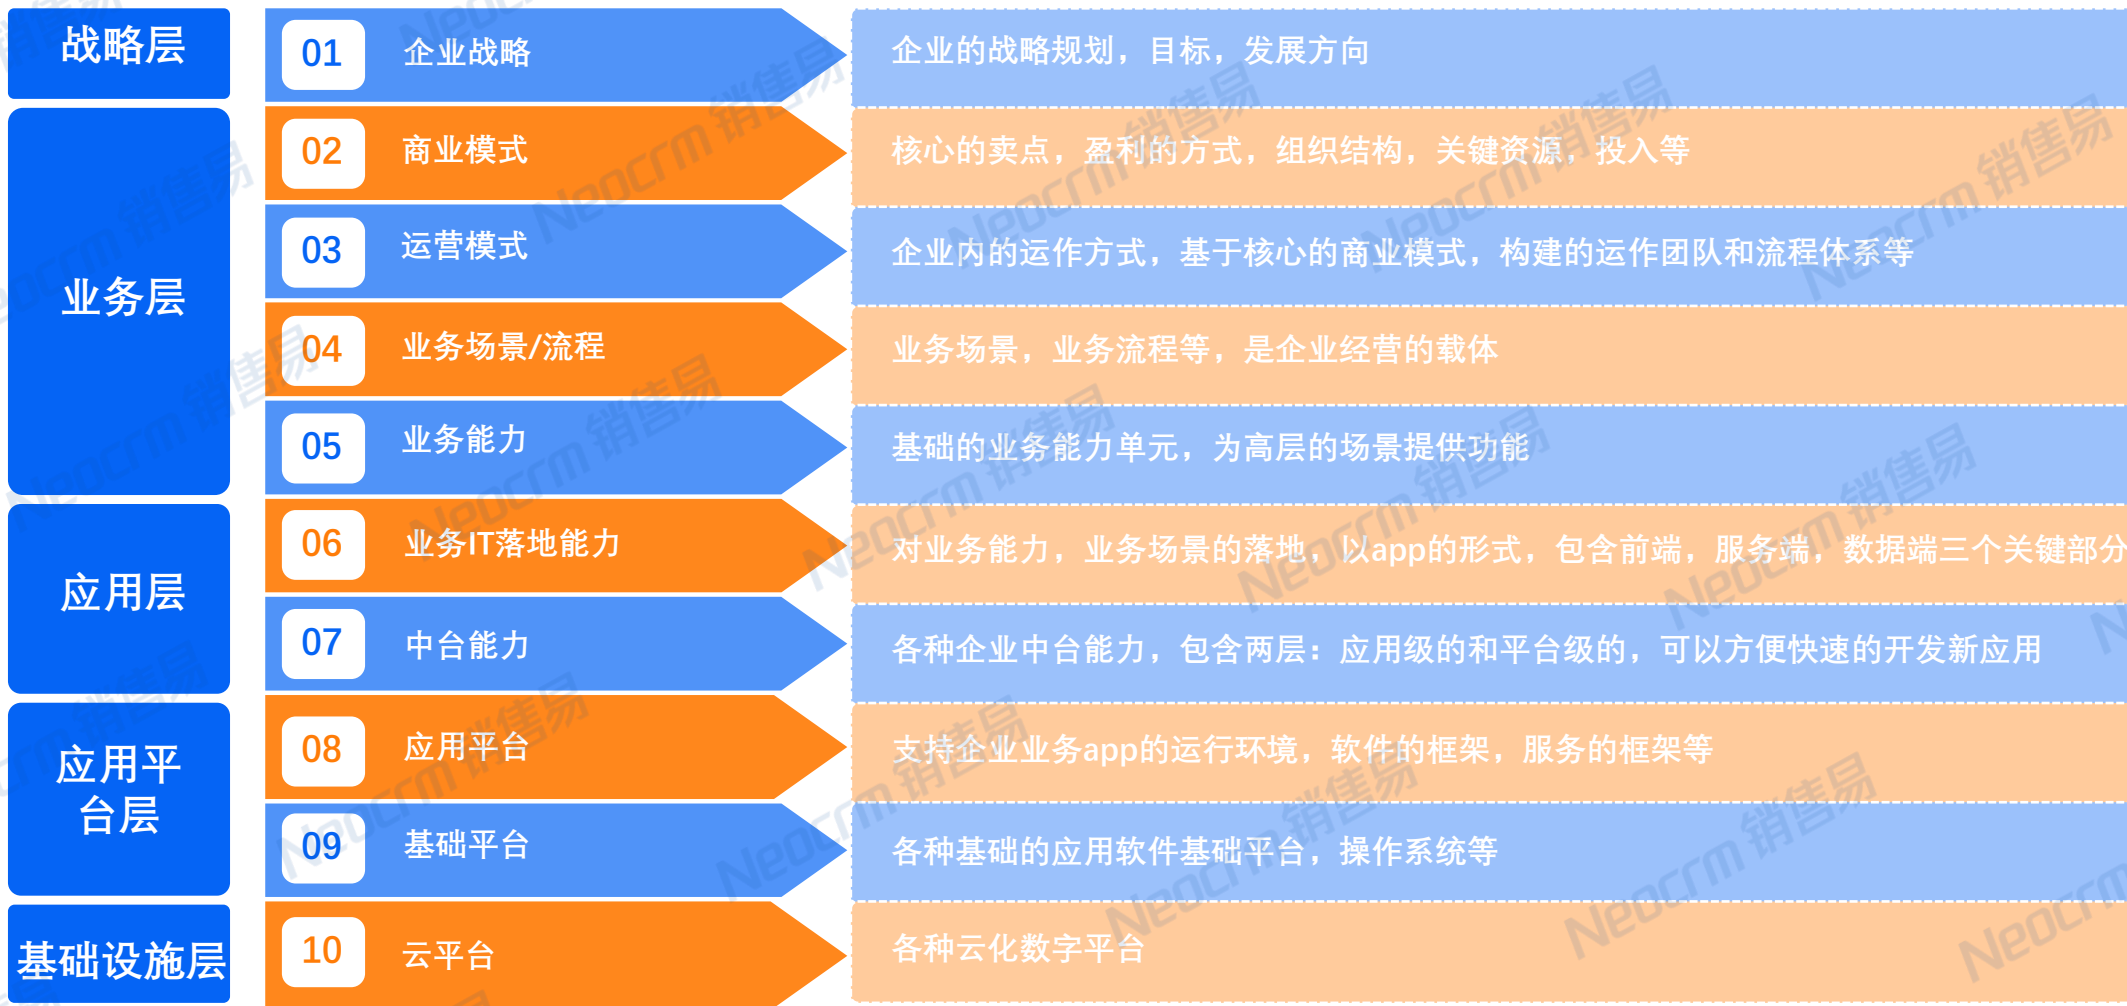 战略层
01 企业战略 企业的战略规划，目标，发展方向
业务层
02 商业模式 核心的卖点，盈利的方式，组织结构，关键资源，投入等
03 运营模式 企业内的运作方式，基于核心的商业模式，构建的运作团队和流程体系等
04 业务场景/流程 业务场景，业务流程等，是企业经营的载体
05 业务能力 基础的业务能力单元，为高层的场景提供功能
应用层
06 业务IT落地能力 对业务能力，业务场景的落地，以app的形式，包含前端，服务端，数据端三个关键部分
07 中台能力 各种企业中台能力，包含两层：应用级的和平台级的，可以方便快速的开发新应用
应用平
台层
08 应用平台 支持企业业务app的运行环境，软件的框架，服务的框架等
09 基础平台 各种基础的应用软件基础平台，操作系统等
基础设施层
10 云平台 各种云化数字平台
Neocrm 销售易